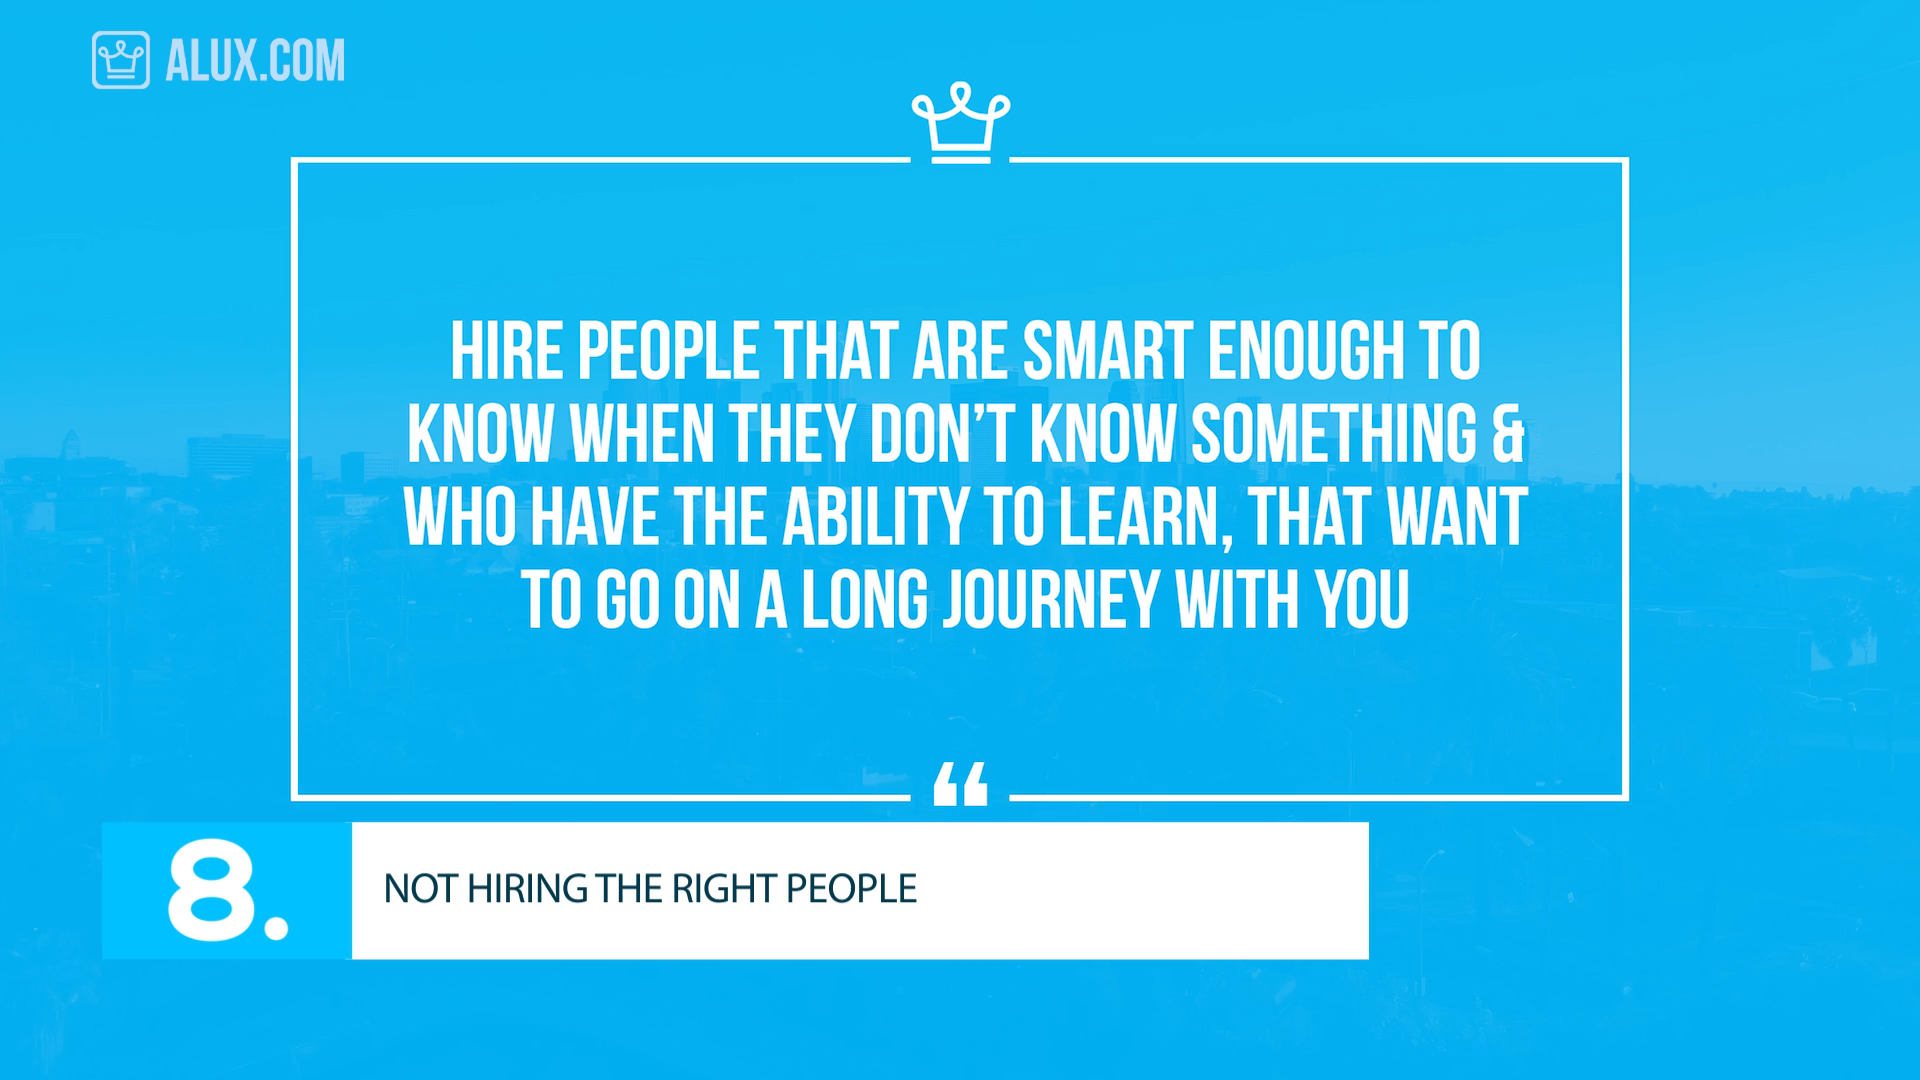 ALUX.COM
HIRE PEOPLE THAT ARE SMART ENOUGH TO
KNOW WHEN THEY DON’T KNOW SOMETHING &
WHO HAVE THE ABILITY TO LEARN, THAT WANT
TO GO ON A LONG JOURNEY WITH YOU
“
8.
NOT HIRING THE RIGHT PEOPLE